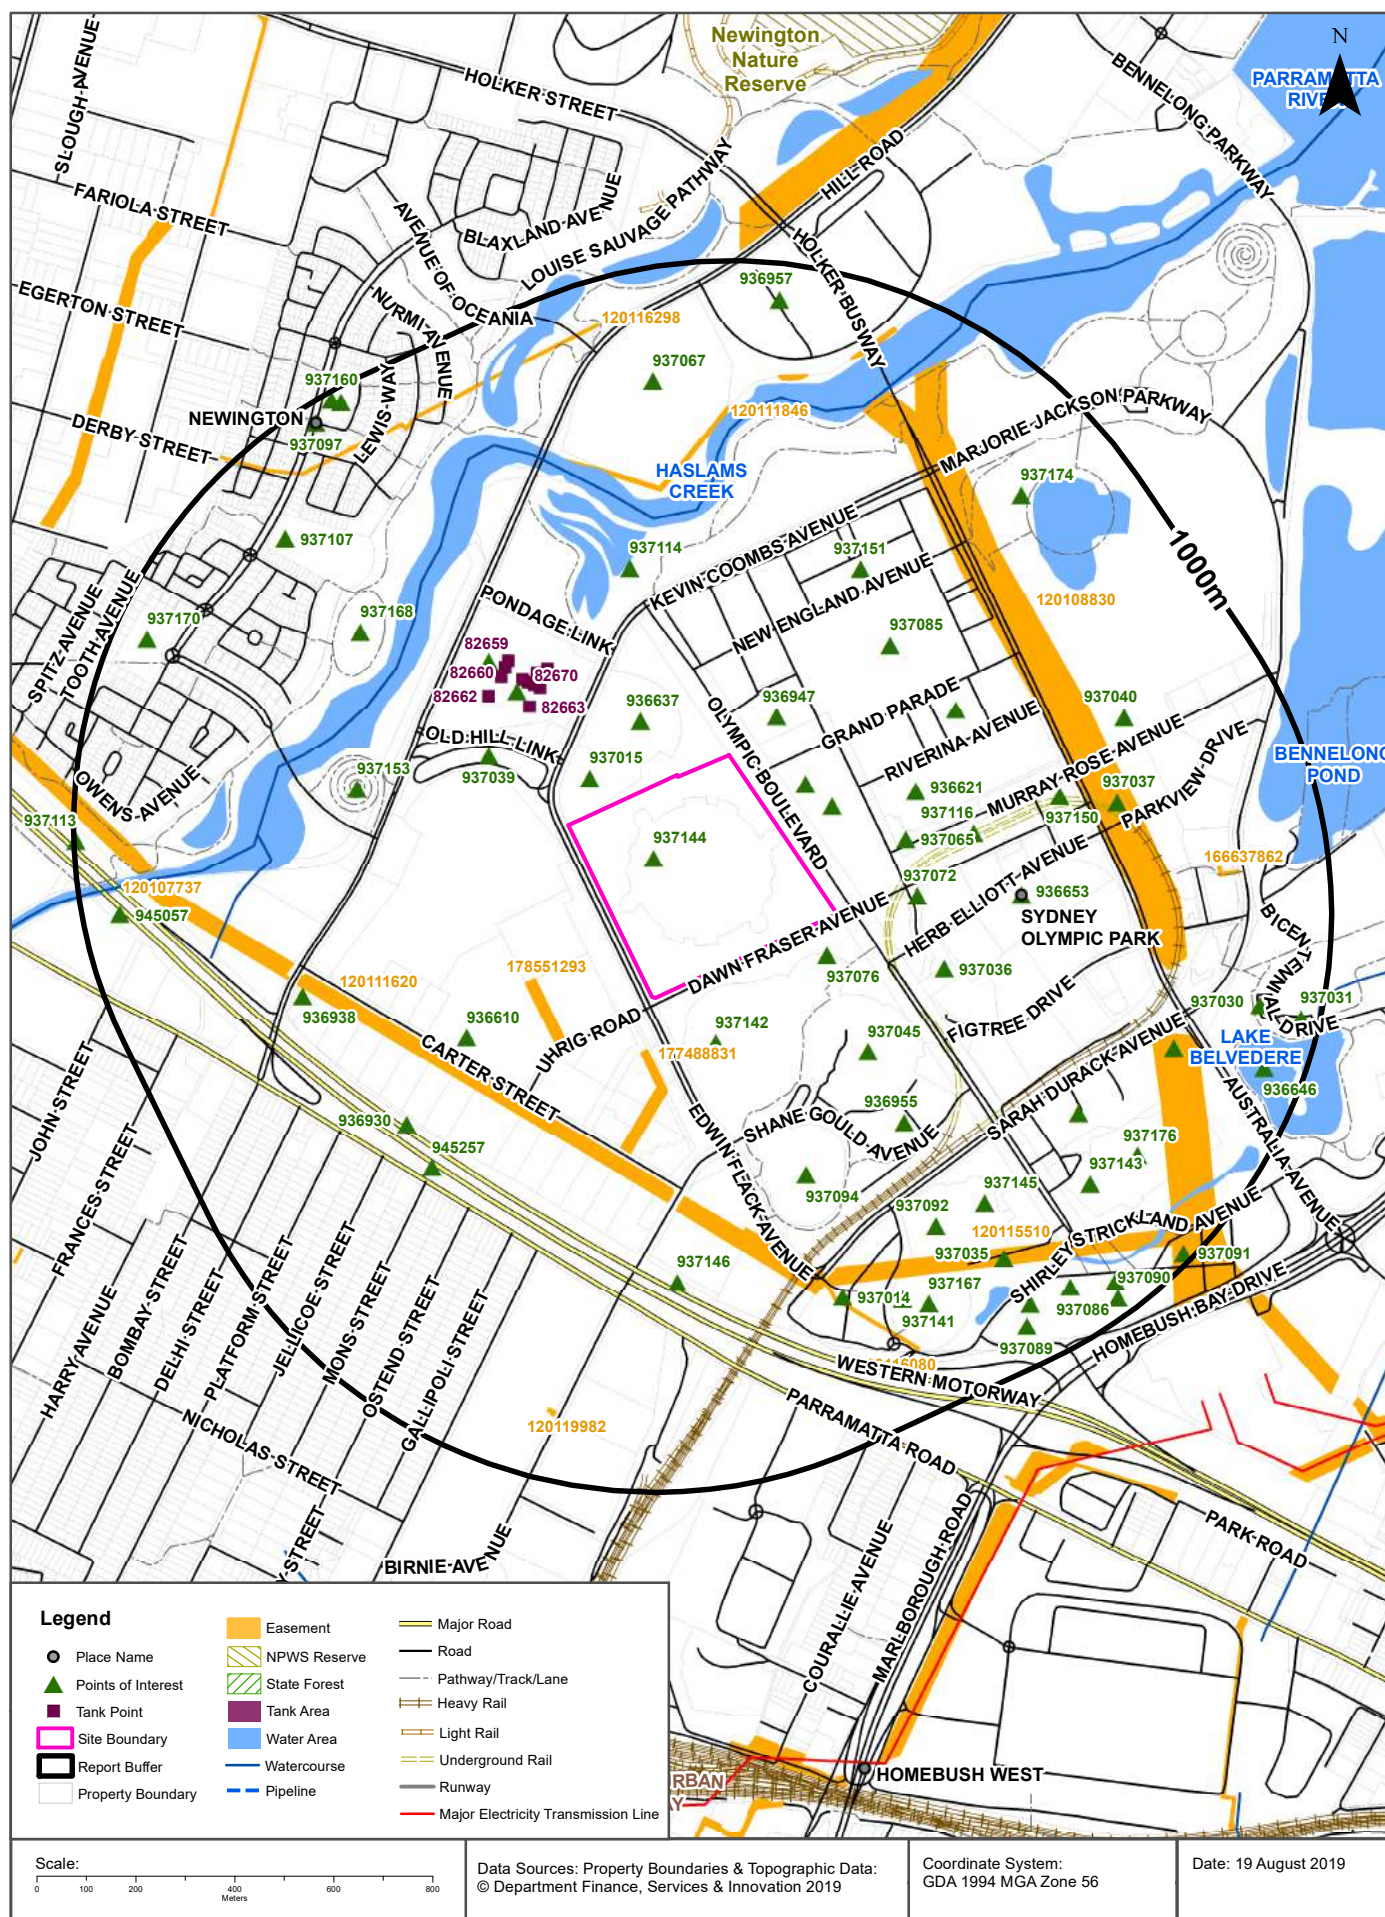 Newington
Nature
Reserve
N
PARRAMATTA
RIVER
SLOUGH AVENUE
HOLKER STREET
BENNELONG PARKWAY
FARIOLA STREET
AVENUE OF OCEANIA
BLAXLAND AVENUE
LOUISE SAUVAGE PATHWAY
HILL ROAD
HOLKER BUSWAY
EGERTON STREET
NURMI AVENUE
936957
120116298
937067
937160
NEWINGTON
937097
LEWIS WAY
DERBY STREET
120111846
MARJORIE JACKSON PARKWAY
HASLAMS
CREEK
937174
937107
937114
KEVIN COOMBS AVENUE
937151
NEW ENGLAND AVENUE
1000m
120108830
SPITZ AVENUE
TOOTH AVENUE
937170
937168
PONDAGE LINK
937085
82659
82660
82670
82662
82663
936637
OLYMPIC BOULEVARD
936947
GRAND PARADE
RIVERINA AVENUE
937040
MURRAY ROSE AVENUE
PARKVIEW DRIVE
OLD HILL LINK
937039
937015
BENNELONG
POND
OWENS AVENUE
937153
937113
936621
937116
937065
937150
937037
937144
120107737
945057
937072
HERB ELLIOTT AVENUE
936653
SYDNEY
OLYMPIC PARK
166637862
BICENTENNIAL DRIVE
DAWN FRASER AVENUE
937076
937036
FIGTREE DRIVE
937030
937031
LAKE
BELVEDERE
936646
120111620
936938
178551293
936610
UHRIG ROAD
937142
177488831
937045
CARTER STREET
936955
SHANE GOULD AVENUE
SARAH DURACK AVENUE
AUSTRALIA AVENUE
JOHN STREET
936930
945257
EDWIN FLACK AVENUE
937094
937176
937143
937145
937092
120115510
SHIRLEY STRICKLAND AVENUE
937035
937091
937146
937014
937167
937141
937090
937086
937089
HOMEBUSH BAY DRIVE
FRANCES STREET
HARRY AVENUE
BOMBAY STREET
DELHI STREET
PLATFORM STREET
JELLICOE STREET
MONS STREET
OSTEND STREET
GALLIPOLI STREET
NICHOLAS STREET
120119982
116080
WESTERN MOTORWAY
PARRAMATTA ROAD
PARK ROAD
BIRNIE AVENUE
Y STREET
COURALLIE AVENUE
MARLBOROUGH ROAD
HOMEBUSH WEST
RBAN
AY
Legend
Place Name
Points of Interest
Tank Point
Site Boundary
Report Buffer
Property Boundary
Easement
NPWS Reserve
State Forest
Tank Area
Water Area
Watercourse
Pipeline
Major Road
Road
Pathway/Track/Lane
Heavy Rail
Light Rail
Underground Rail
Runway
Major Electricity Transmission Line
Scale:
0 100 200 400 600 800
Meters
Data Sources: Property Boundaries & Topographic Data:
© Department Finance, Services & Innovation 2019
Coordinate System:
GDA 1994 MGA Zone 56
Date: 19 August 2019